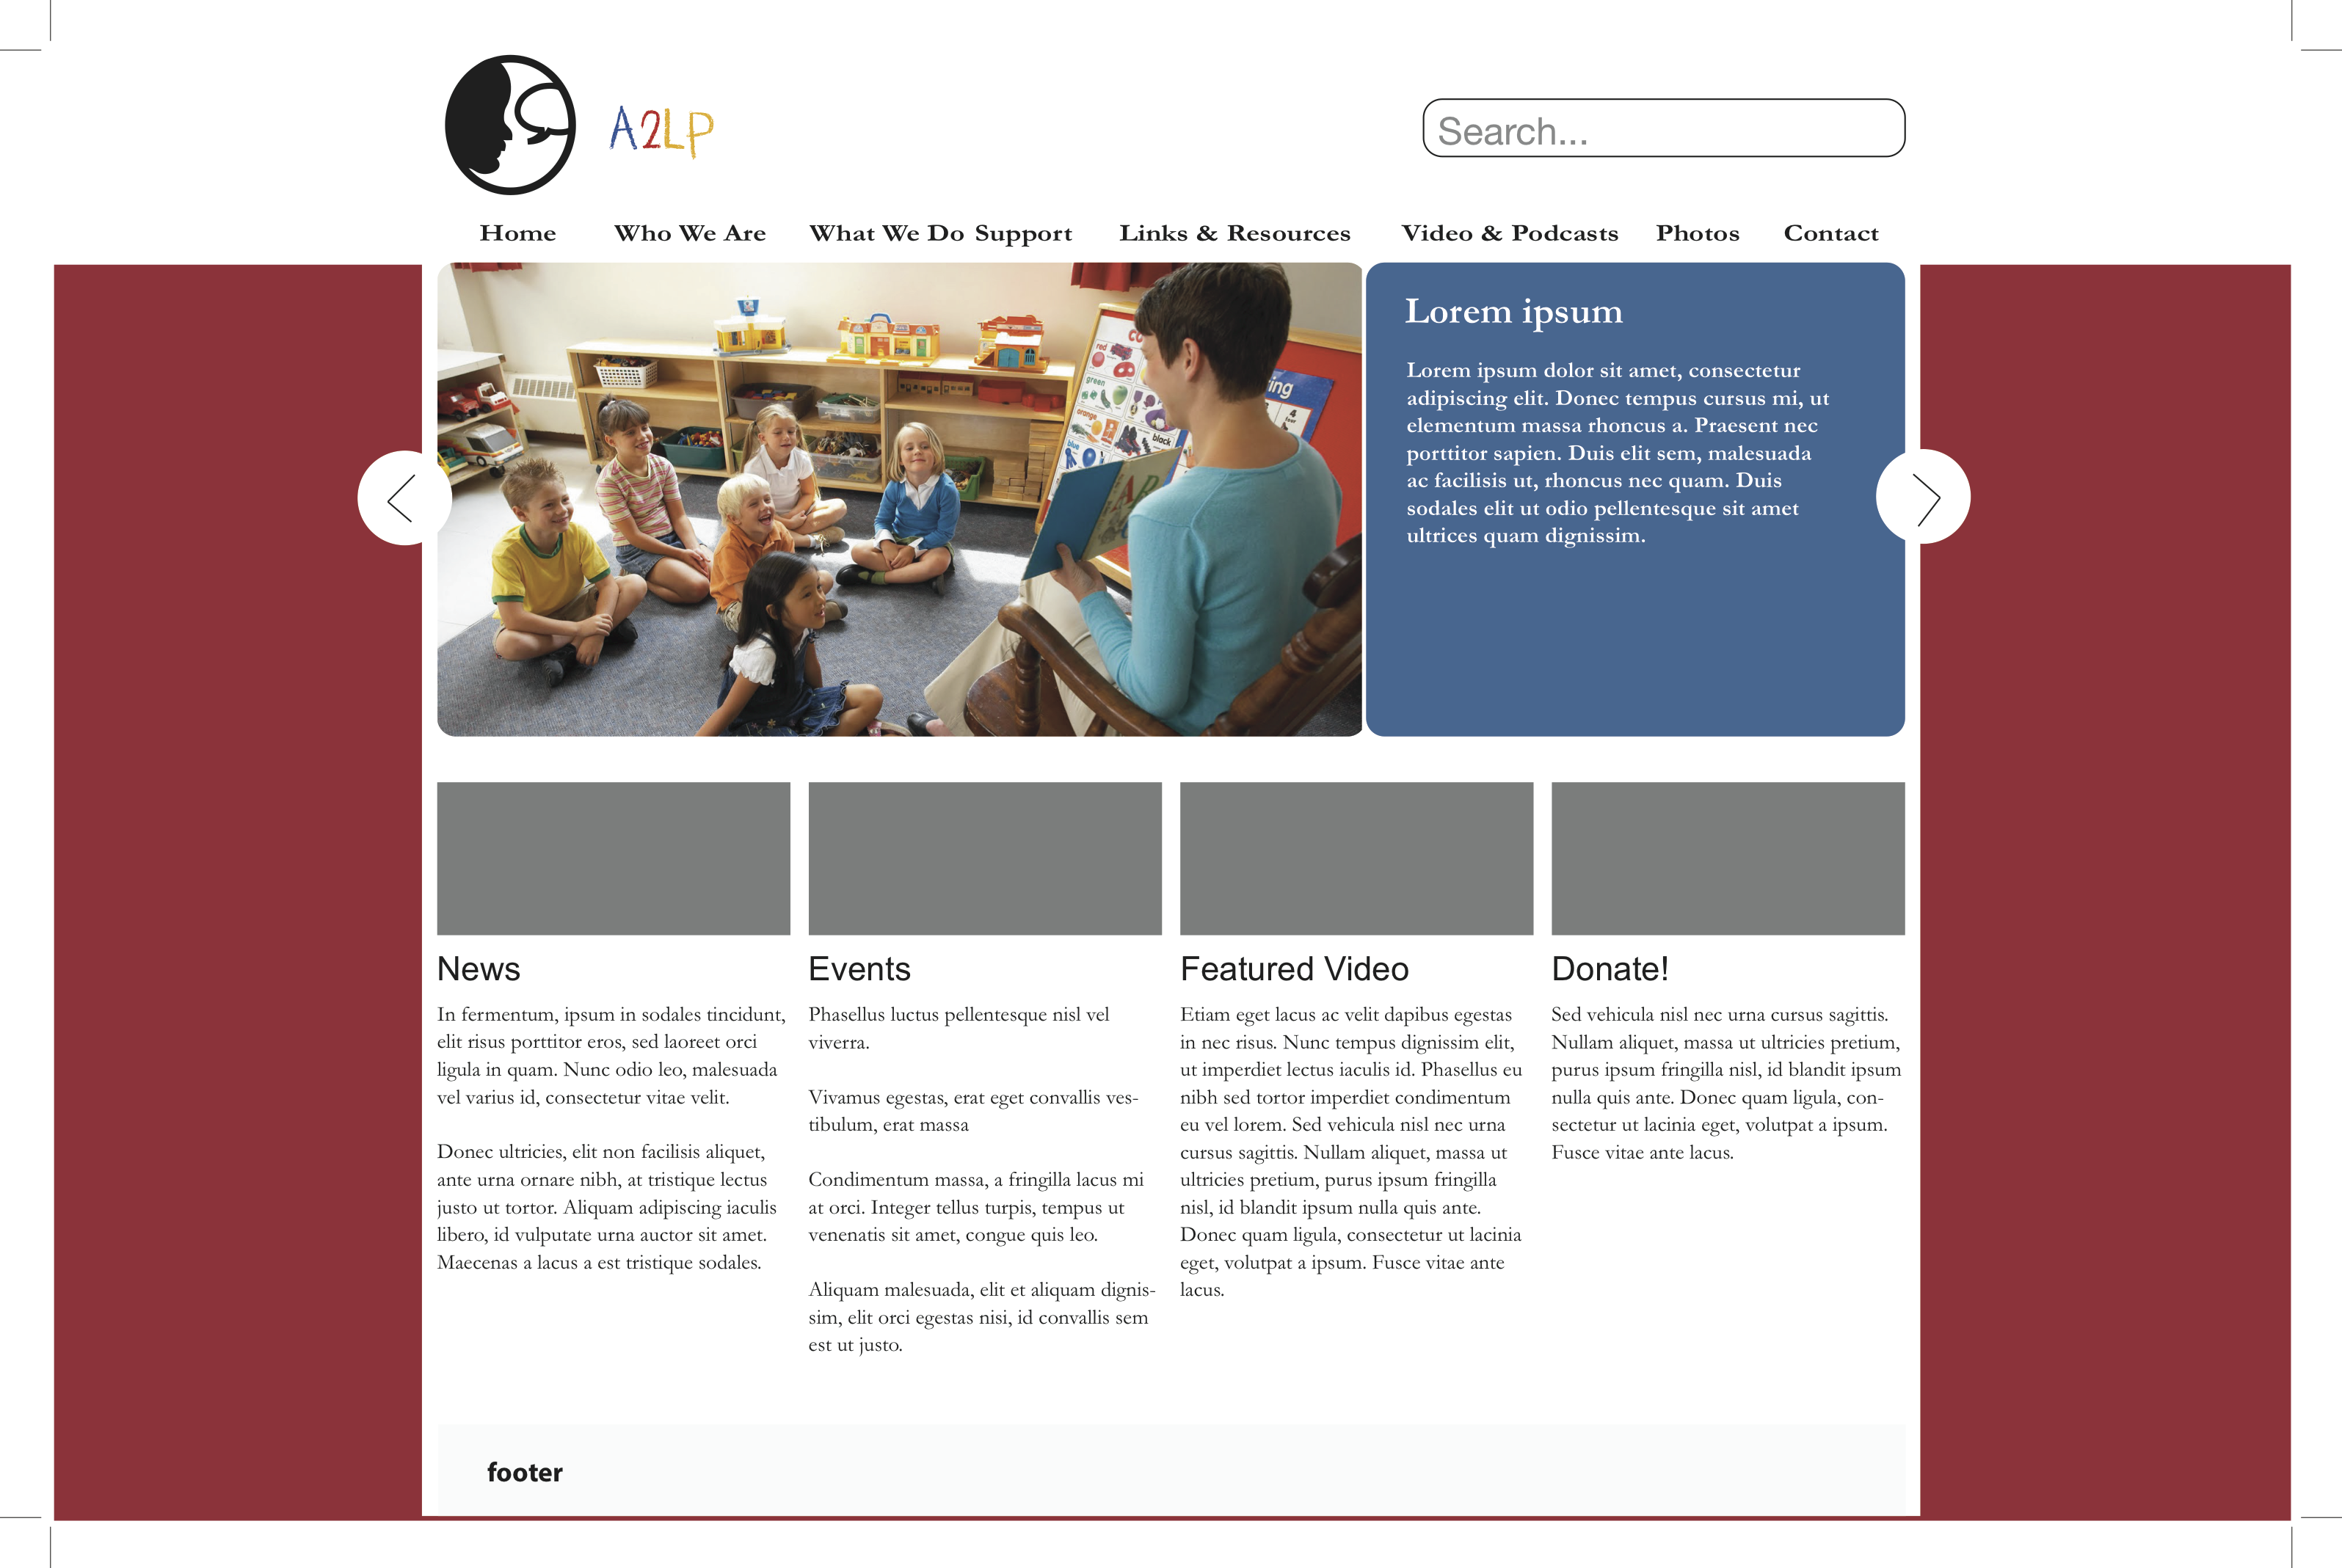 A2LP
Search...
Home Who We Are What We Do Support Links & Resources Video & Podcasts Photos Contact
red
green
orange
blue
black
ing
4
Lorem ipsum
Lorem ipsum dolor sit amet, consectetur
adipiscing elit. Donec tempus cursus mi, ut
elementum massa rhoncus a. Praesent nec
porttitor sapien. Duis elit sem, malesuada
ac facilisis ut, rhoncus nec quam. Duis
sodales elit ut odio pellentesque sit amet
ultrices quam dignissim.
News
In fermentum, ipsum in sodales tincidunt,
elit risus porttitor eros, sed laoreet orci
ligula in quam. Nunc odio leo, malesuada
vel varius id, consectetur vitae velit.
Donec ultricies, elit non facilisis aliquet,
ante urna ornare nibh, at tristique lectus
justo ut tortor. Aliquam adipiscing iaculis
libero, id vulputate urna auctor sit amet.
Maecenas a lacus a est tristique sodales.
Events
Phasellus luctus pellentesque nisl vel
viverra.
Vivamus egestas, erat eget convallis ves-
tibulum, erat massa
Condimentum massa, a fringilla lacus mi
at orci. Integer tellus turpis, tempus ut
venenatis sit amet, congue quis leo.
Aliquam malesuada, elit et aliquam dignis-
sim, elit orci egestas nisi, id convallis sem
est ut justo.
Featured Video
Etiam eget lacus ac velit dapibus egestas
in nec risus. Nunc tempus dignissim elit,
ut imperdiet lectus iaculis id. Phasellus eu
nibh sed tortor imperdiet condimentum
eu vel lorem. Sed vehicula nisl nec urna
cursus sagittis. Nullam aliquet, massa ut
ultricies pretium, purus ipsum fringilla
nisl, id blandit ipsum nulla quis ante.
Donec quam ligula, consectetur ut lacinia
eget, volutpat a ipsum. Fusce vitae ante
lacus.
Donate!
Sed vehicula nisl nec urna cursus sagittis.
Nullam aliquet, massa ut ultricies pretium,
purus ipsum fringilla nisl, id blandit ipsum
nulla quis ante. Donec quam ligula, con-
sectetur ut lacinia eget, volutpat a ipsum.
Fusce vitae ante lacus.
footer